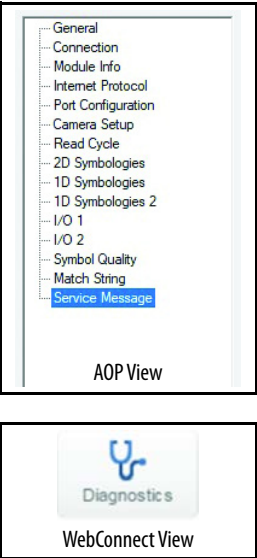 General
Connection
Module Info
Internet Protocol
Port Configuration
Camera Setup
Read Cycle
2D Symbologies
1D Symbologies
1D Symbologies 2
I/O 1
I/O 2
Symbol Quality
Match String
Service Message
AOP View
Diagnostics
WebConnect View